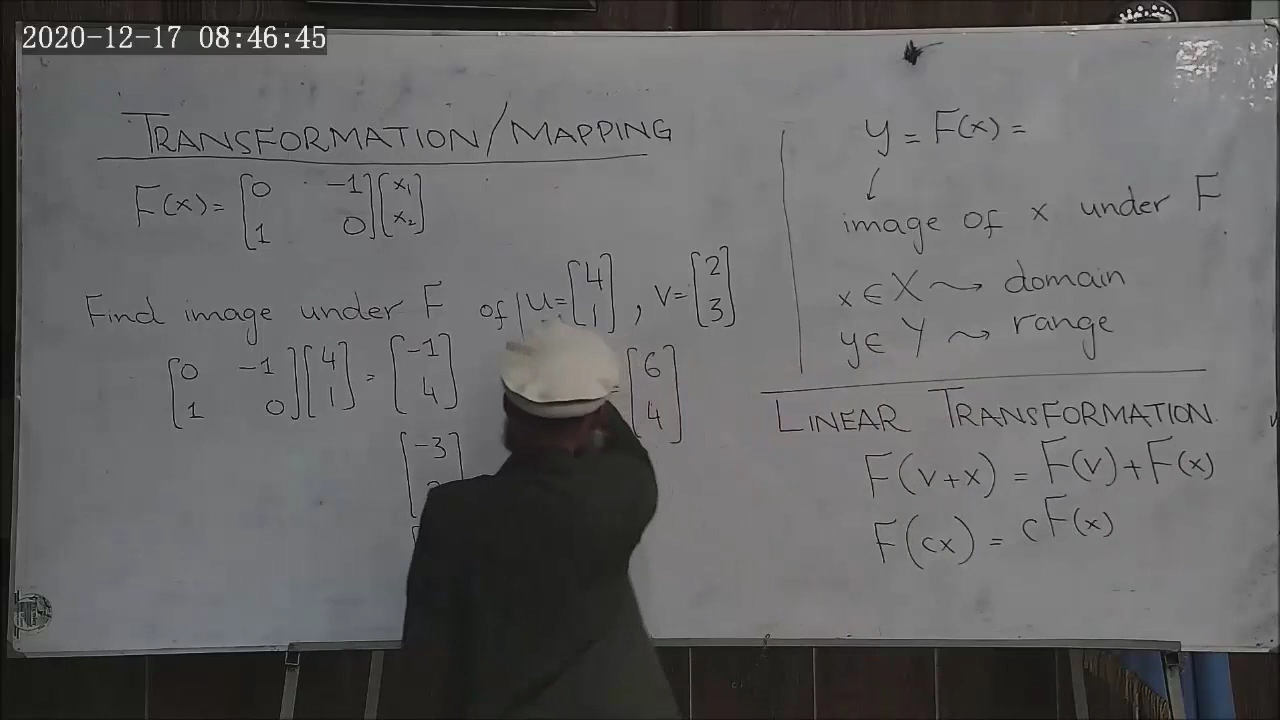 2020-12-17 08:46:45
TRANSFORMATION/MAPPING
F(x) = [0 -1] [x₁]
[1 0] [x₂]
Find image under F of u = [4] , v = [2]
[1] [3]
[0 -1] [4] = [-1]
[1 0] [1] [4]
= [6]
[4]
[-3]
y = F(x) =
↓
image of x under F
x ∈ X ⇝ domain
y ∈ Y ⇝ range
LINEAR TRANSFORMATION
F(v+x) = F(v) + F(x)
F(cx) = cF(x)